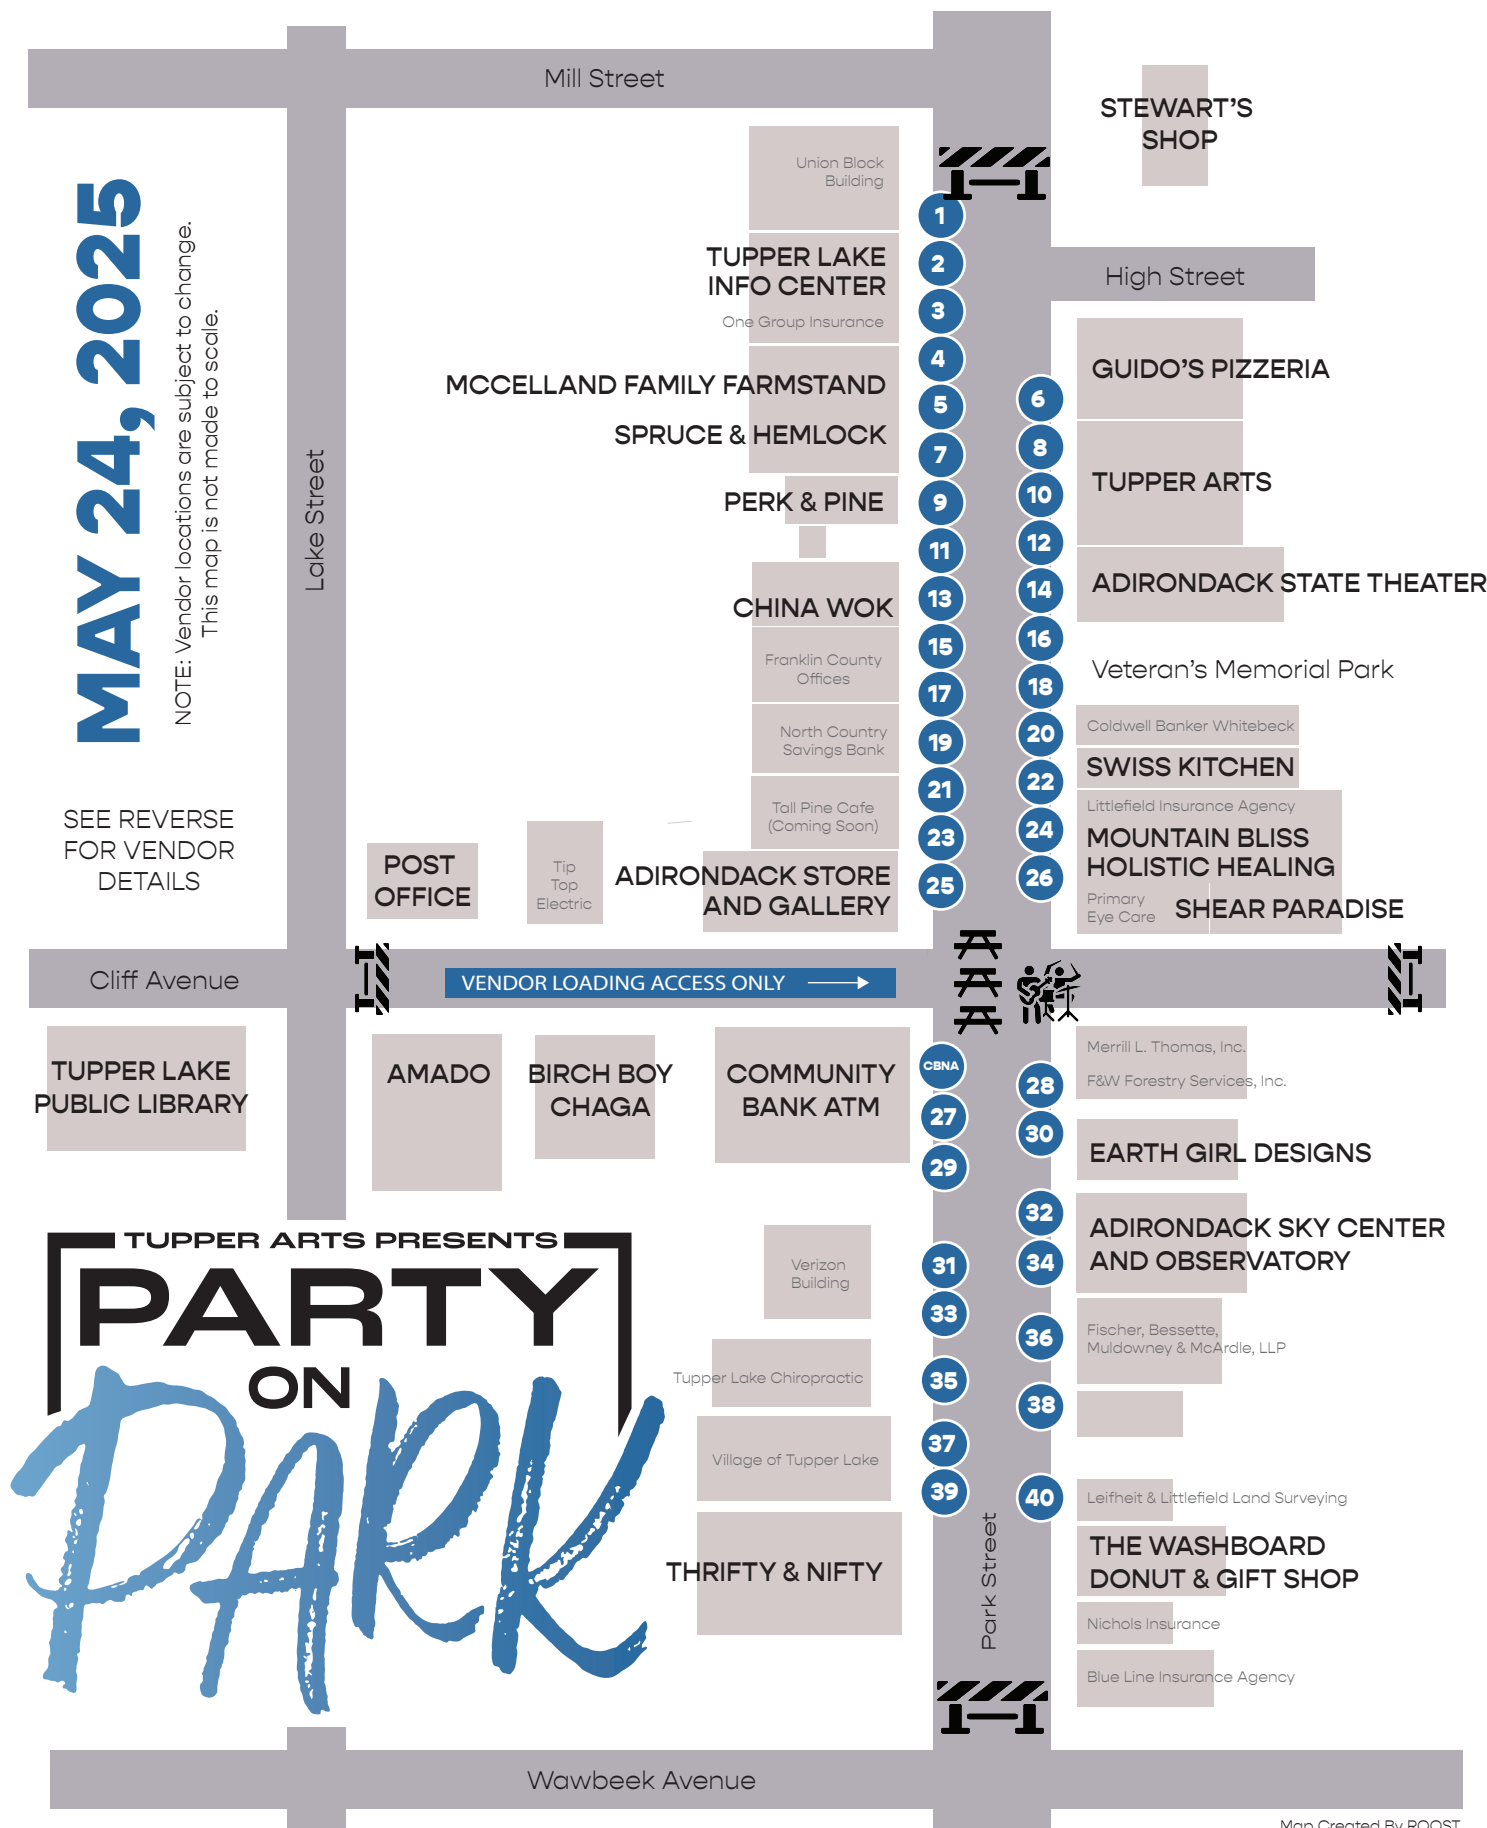 Mill Street
STEWART'S
SHOP
Union Block
Building
1
TUPPER LAKE
INFO CENTER
One Group Insurance
2
3
High Street
MAY 24, 2025
NOTE: Vendor locations are subject to change.
This map is not made to scale.
SEE REVERSE
FOR VENDOR
DETAILS
Lake Street
MCCELLAND FAMILY FARMSTAND
SPRUCE & HEMLOCK
PERK & PINE
CHINA WOK
Franklin County
Offices
North Country
Savings Bank
Tall Pine Cafe
(Coming Soon)
POST
OFFICE
Tip
Top
Electric
ADIRONDACK STORE
AND GALLERY
4
5
7
9
11
13
15
17
19
21
23
25
6
8
10
12
14
16
18
20
22
24
26
GUIDO'S PIZZERIA
TUPPER ARTS
ADIRONDACK STATE THEATER
Veteran's Memorial Park
Coldwell Banker Whitebeck
SWISS KITCHEN
Littlefield Insurance Agency
MOUNTAIN BLISS
HOLISTIC HEALING
Primary
Eye Care
SHEAR PARADISE
Cliff Avenue
VENDOR LOADING ACCESS ONLY
TUPPER LAKE
PUBLIC LIBRARY
AMADO
BIRCH BOY
CHAGA
COMMUNITY
BANK ATM
CBNA
27
29
31
33
35
37
39
28
30
32
34
36
38
40
Merrill L. Thomas, Inc.
F&W Forestry Services, Inc.
EARTH GIRL DESIGNS
ADIRONDACK SKY CENTER
AND OBSERVATORY
Fischer, Bessette,
Muldowney & McArdle, LLP
Leifheit & Littlefield Land Surveying
THE WASHBOARD
DONUT & GIFT SHOP
Nichols Insurance
Blue Line Insurance Agency
Verizon
Building
Tupper Lake Chiropractic
Village of Tupper Lake
THRIFTY & NIFTY
Park Street
TUPPER ARTS PRESENTS
PARTY
ON
PARK
Wawbeek Avenue
Map Created By ROOST